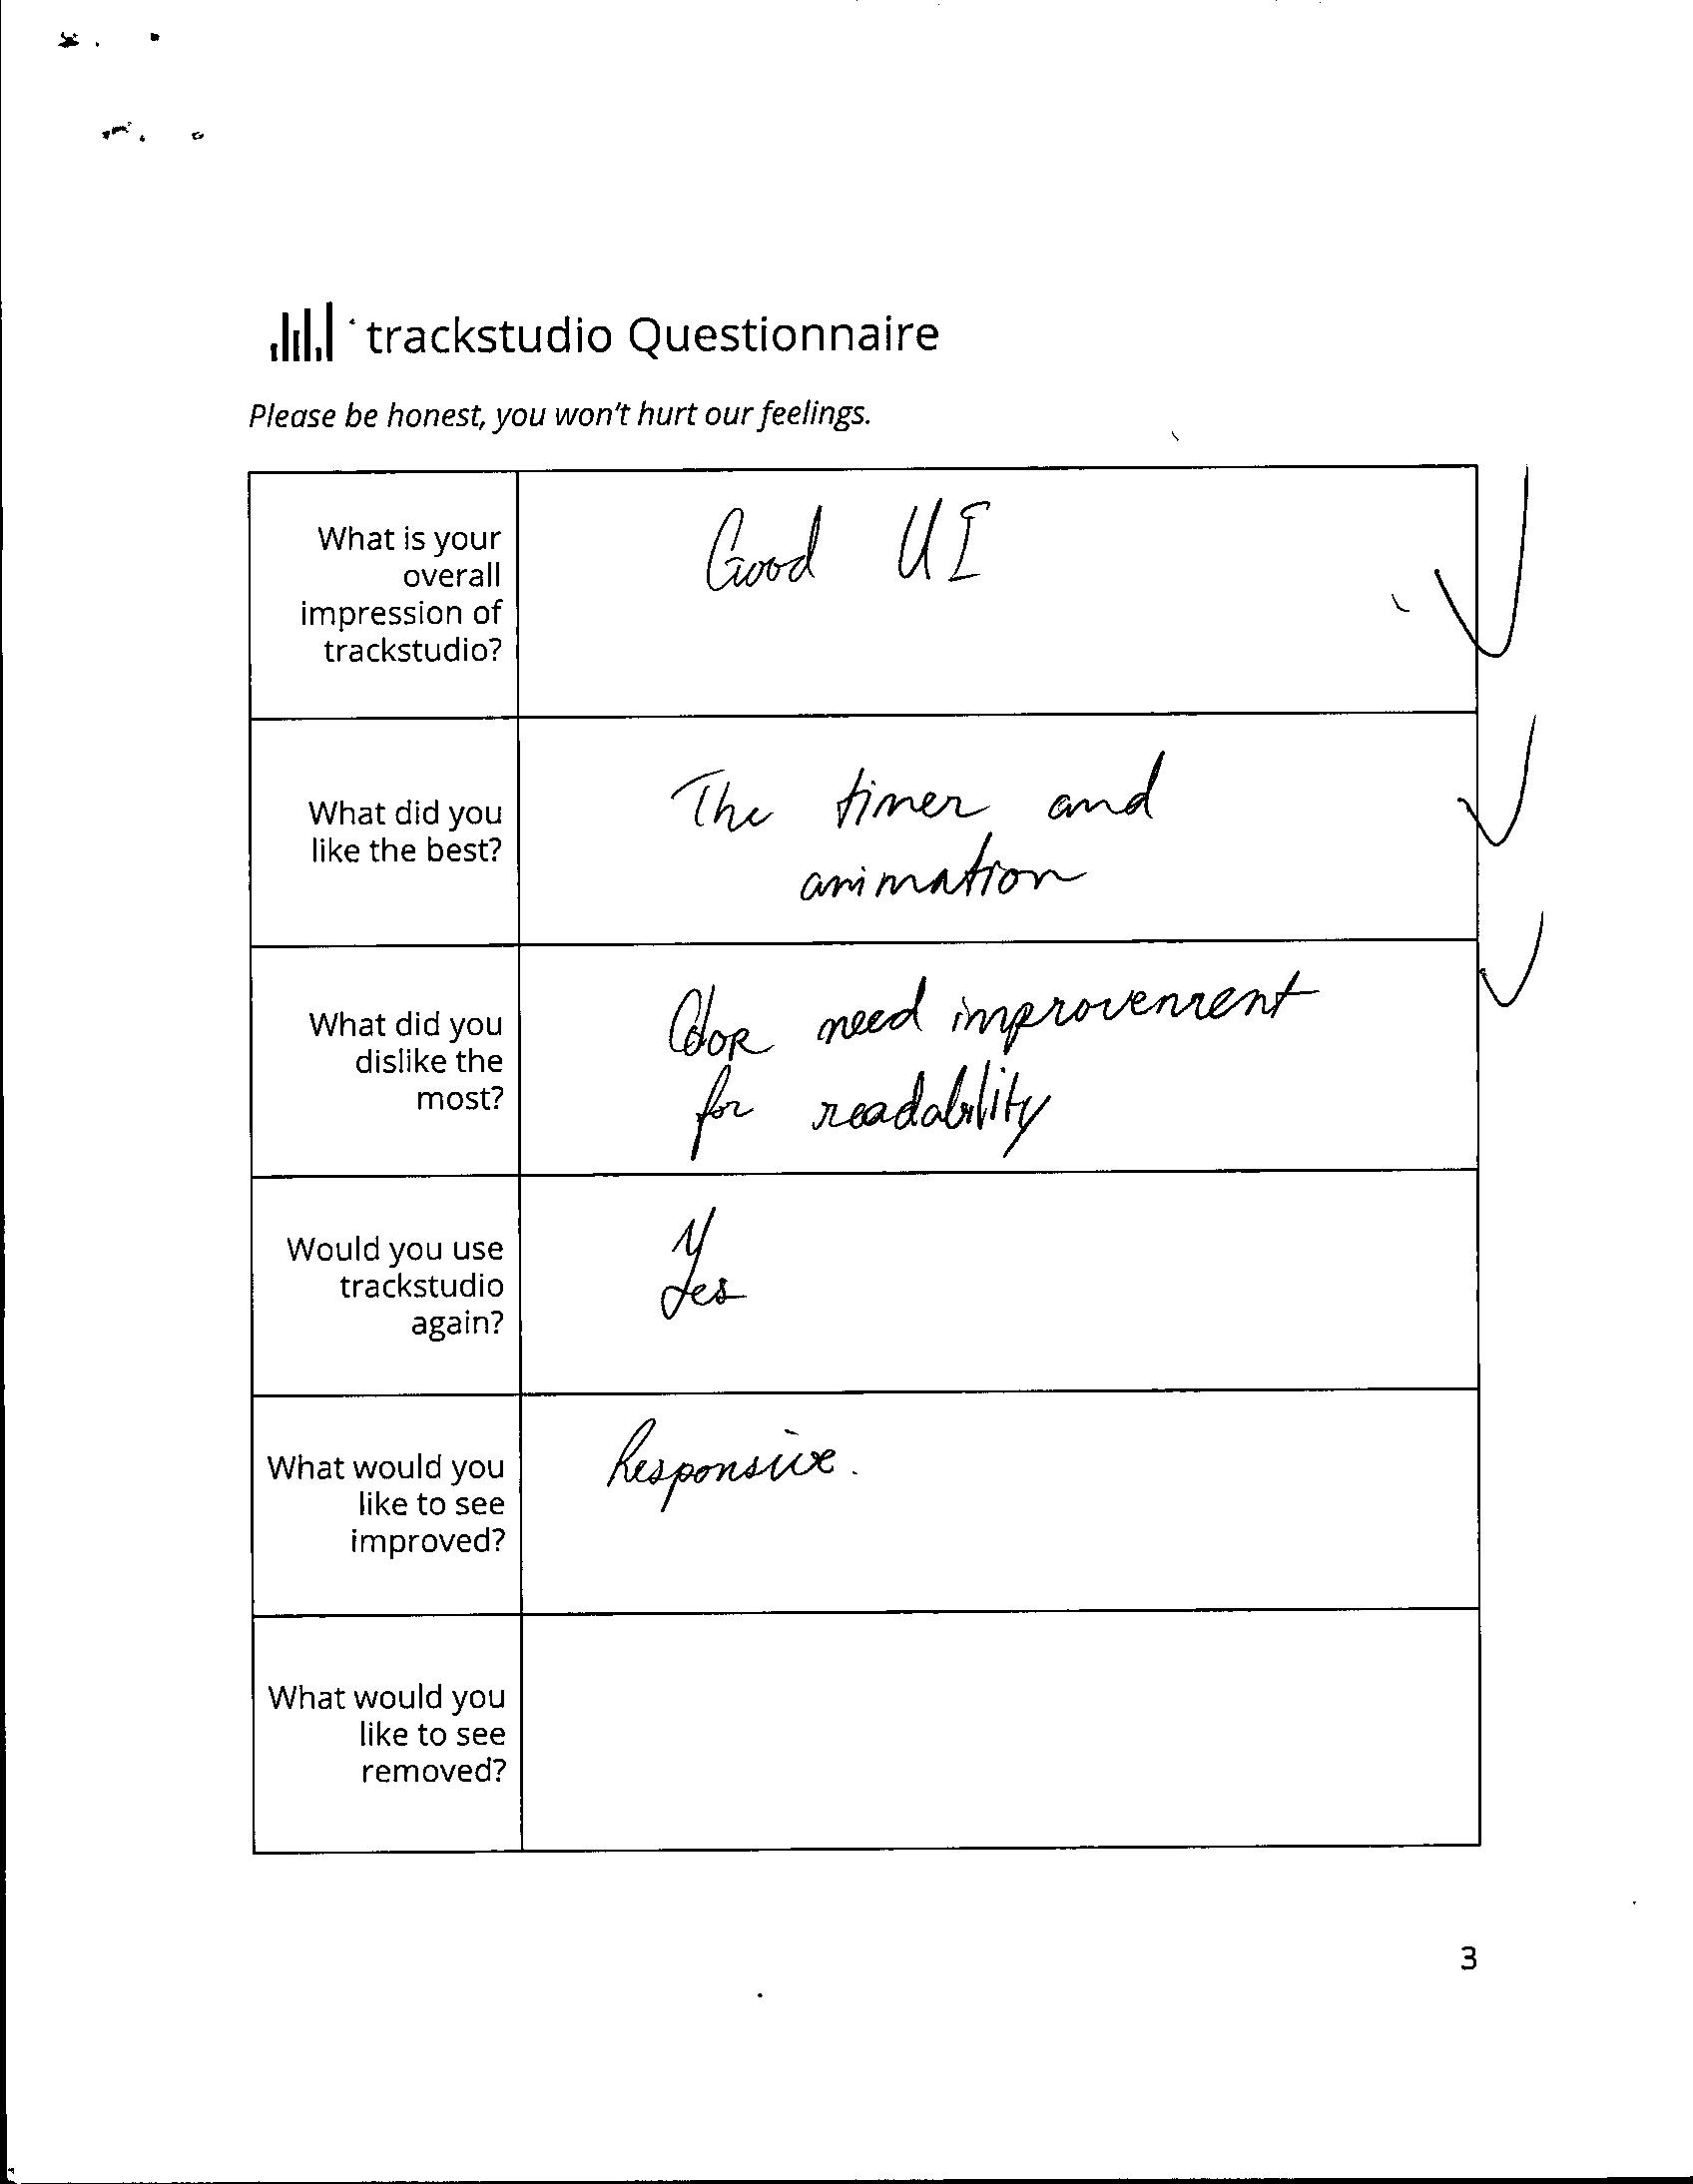 trackstudio Questionnaire
Please be honest, you won't hurt our feelings.
What is your
overall
impression of
trackstudio?
Good UI
What did you
like the best?
The timer and
animation
What did you
dislike the
most?
Color need improvement
for readability
Would you use
trackstudio
again?
Y
Yes
What would you
like to see
improved?
Responsive.
What would you
like to see
removed?
3